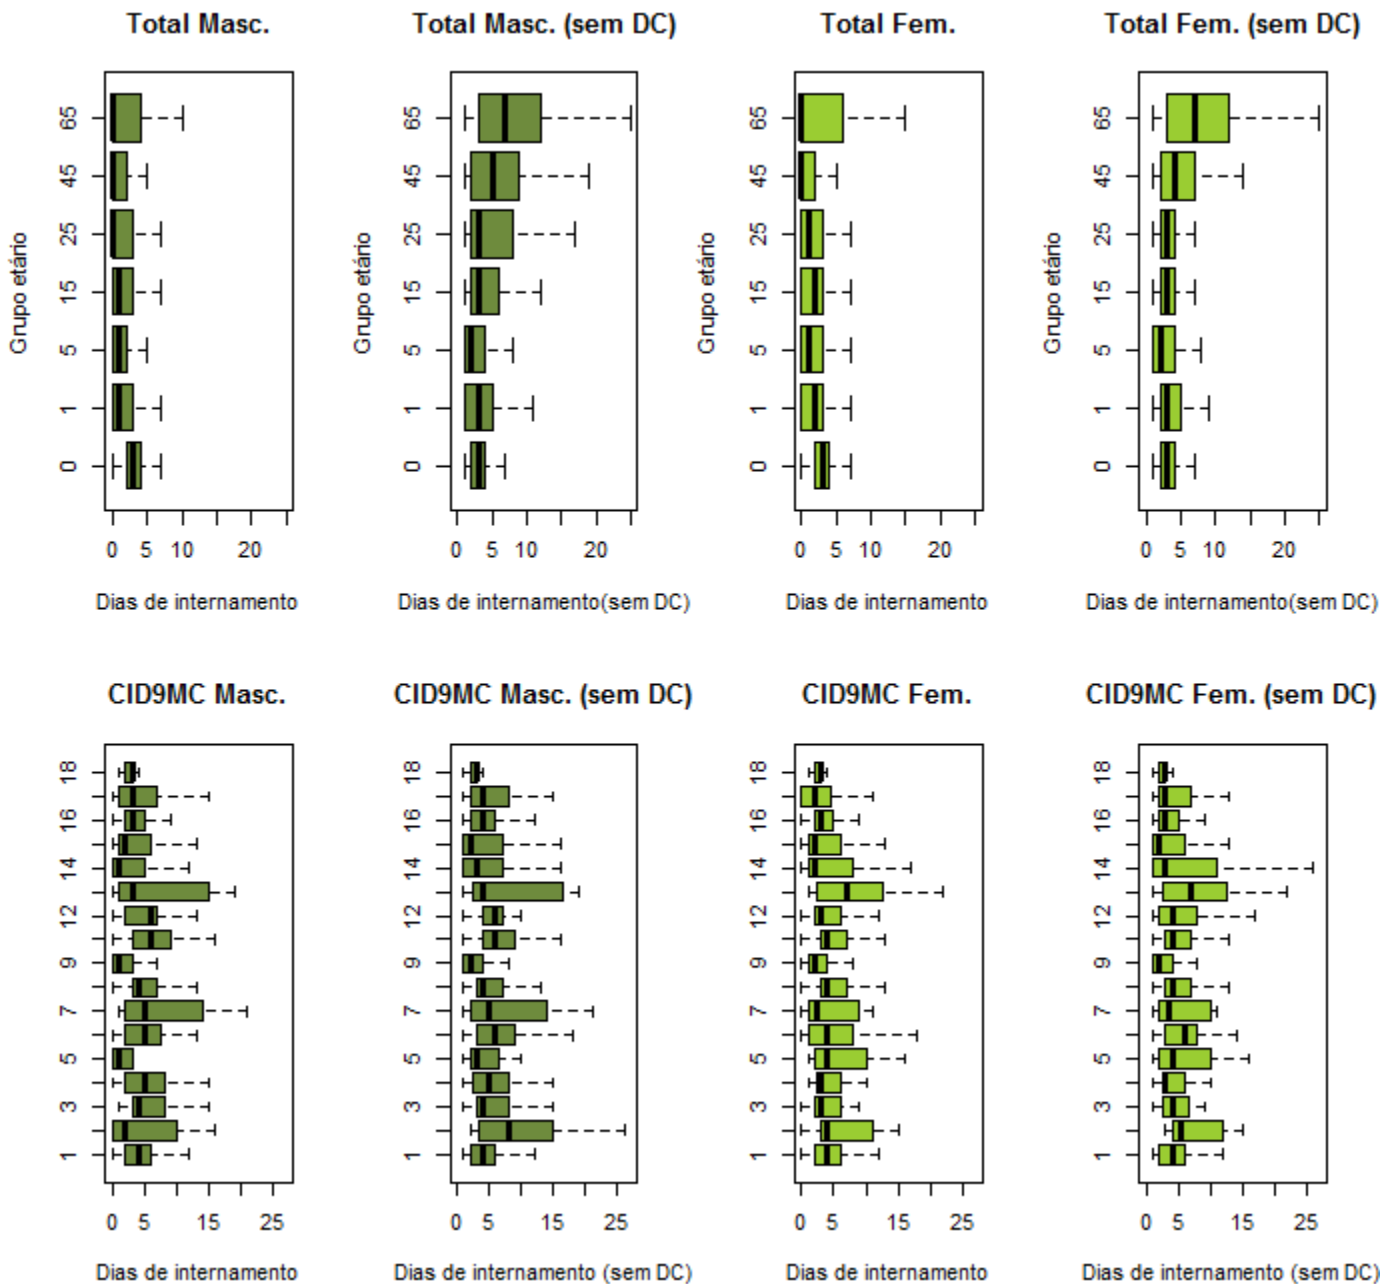 Total Masc.
Total Masc. (sem DC)
Total Fem.
Total Fem. (sem DC)
Grupo etário
65
45
25
15
5
1
0
0 5 10 20
Dias de internamento
Grupo etário
65
45
25
15
5
1
0
0 5 10 20
Dias de internamento(sem DC)
Grupo etário
65
45
25
15
5
1
0
0 5 10 20
Dias de internamento
Grupo etário
65
45
25
15
5
1
0
0 5 10 20
Dias de internamento(sem DC)
CID9MC Masc.
CID9MC Masc. (sem DC)
CID9MC Fem.
CID9MC Fem. (sem DC)
18
16
14
12
9
7
5
3
1
0 5 15 25
Dias de internamento
18
16
14
12
9
7
5
3
1
0 5 15 25
Dias de internamento (sem DC)
18
16
14
12
9
7
5
3
1
0 5 15 25
Dias de internamento
18
16
14
12
9
7
5
3
1
0 5 15 25
Dias de internamento (sem DC)